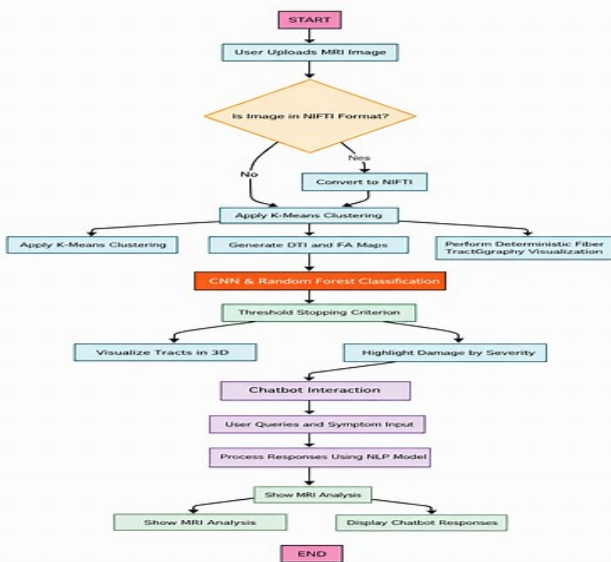 START
User Uploads MRI Image
Is Image in NIFTI Format?
No
Nes
Convert to NIFTI
Apply K-Means Clustering
Apply K-Means Clustering
Generate DTI and FA Maps
Perform Deterministic Fiber
TractGgraphy Visualization
CNN & Random Forest Classification
Threshold Stopping Criterion
Visualize Tracts in 3D
Highlight Damage by Severity
Chatbot Interaction
User Queries and Symptom Input
Process Responses Using NLP Model
Show MRI Analysis
Show MRI Analysis
Display Chatbot Responses
END